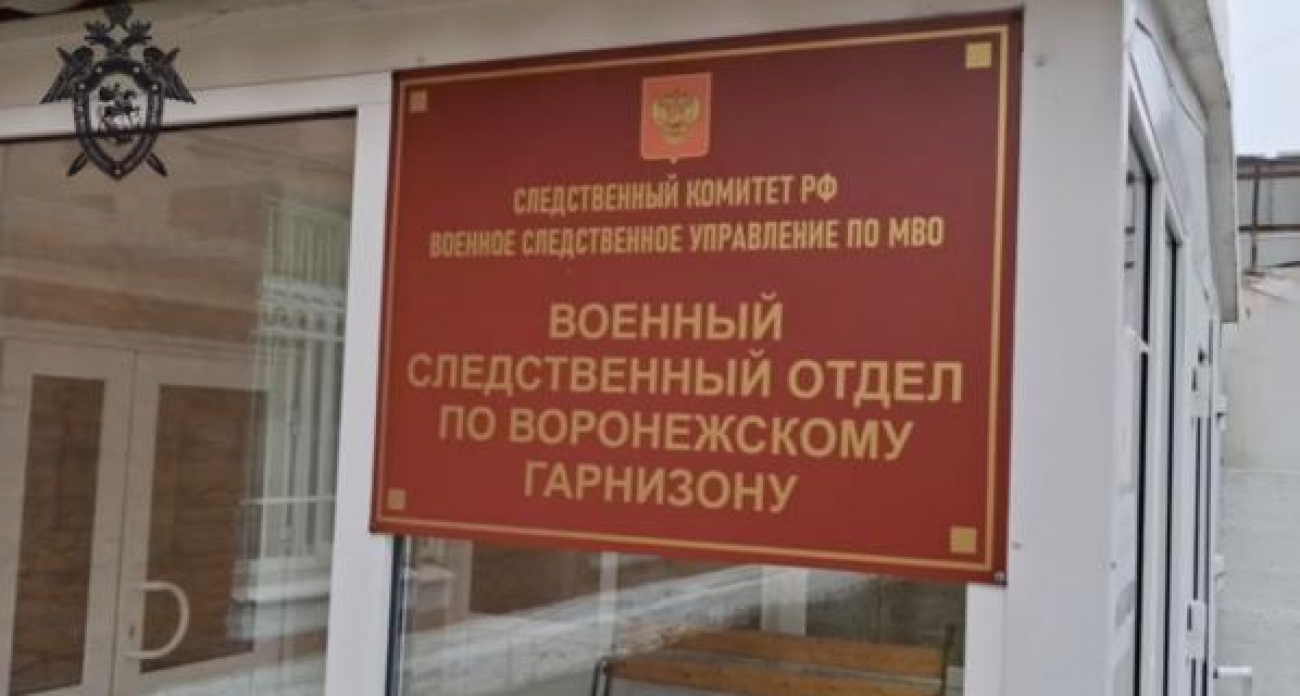 СЛЕДСТВЕННЫЙ КОМИТЕТ РФ
ВОЕННОЕ СЛЕДСТВЕННОЕ УПРАВЛЕНИЕ ПО МВО
ВОЕННЫЙ
СЛЕДСТВЕННЫЙ ОТДЕЛ
ПО ВОРОНЕЖСКОМУ
ГАРНИЗОНУ